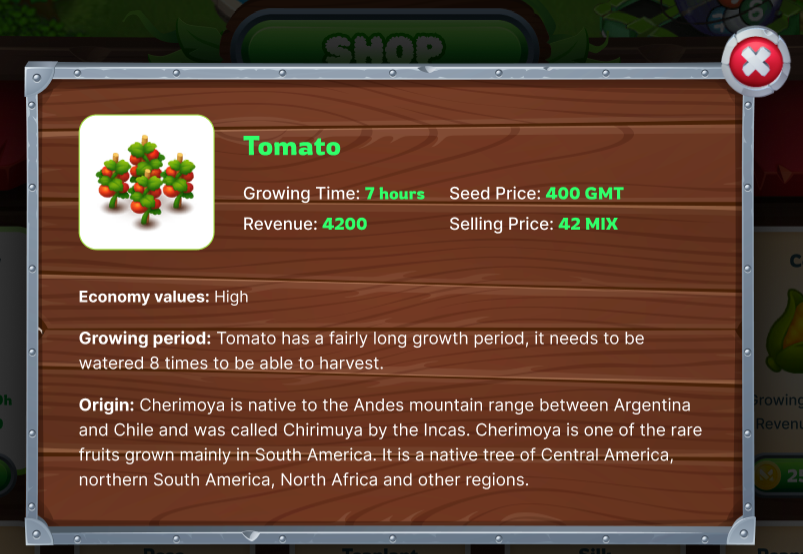 SHOP
Tomato
Growing Time: 7 hours Seed Price: 400 GMT
Revenue: 4200 Selling Price: 42 MIX
Economy values: High
Growing period: Tomato has a fairly long growth period, it needs to be
watered 8 times to be able to harvest.
Origin: Cherimoya is native to the Andes mountain range between Argentina
and Chile and was called Chirimuya by the Incas. Cherimoya is one of the rare
fruits grown mainly in South America. It is a native tree of Central America,
northern South America, North Africa and other regions.